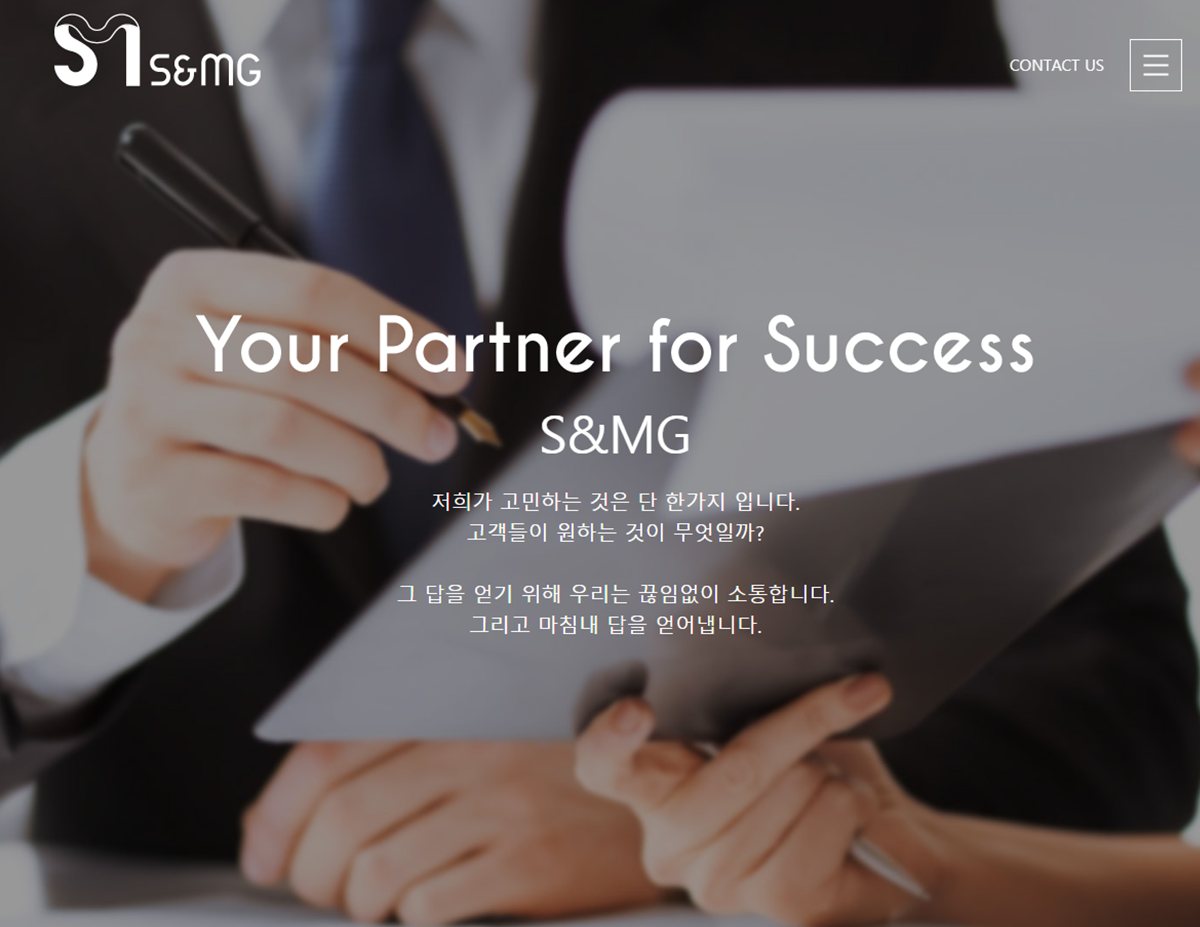 SM S&MG
CONTACT US
Your Partner for Success
S&MG
저희가 고민하는 것은 단 한가지 입니다.
고객들이 원하는 것이 무엇일까?
그 답을 얻기 위해 우리는 끊임없이 소통합니다.
그리고 마침내 답을 얻어냅니다.